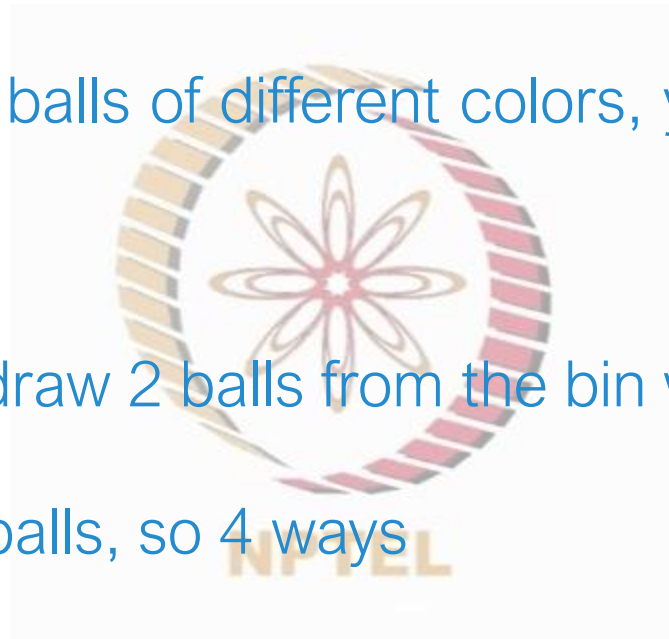 balls of different colors, y
draw 2 balls from the bin w
balls, so 4 ways
NPTEL